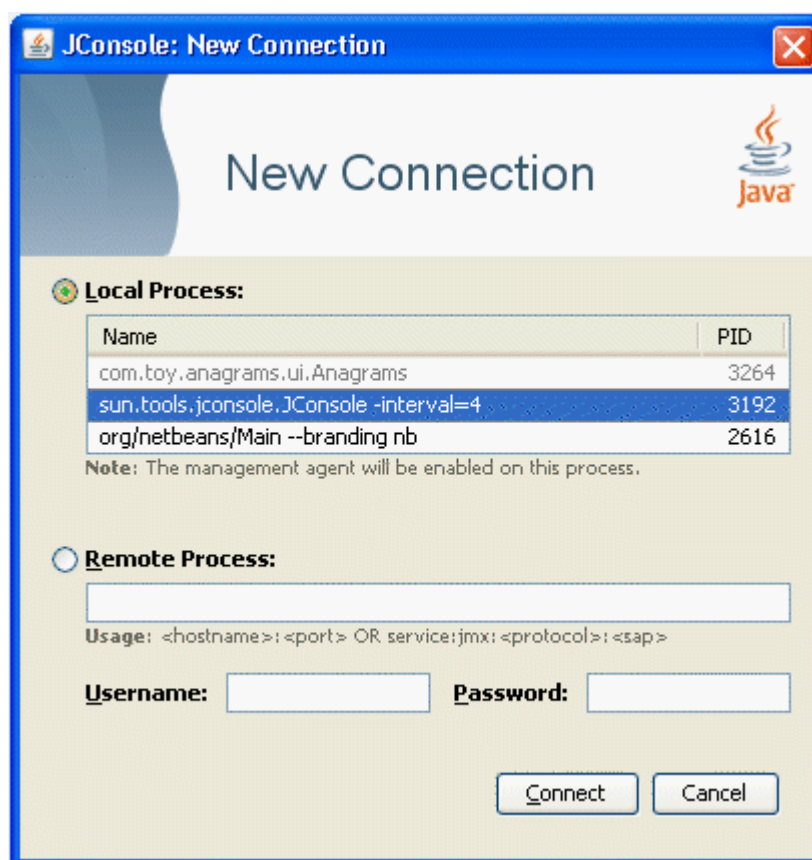 JConsole: New Connection
New Connection
Java
Local Process:
Name PID
com.toy.anagrams.ui.Anagrams 3264
sun.tools.jconsole.JConsole -interval=4 3192
org/netbeans/Main --branding nb 2616
Note: The management agent will be enabled on this process.
Remote Process:
Usage: <hostname>:<port> OR service:jmx:<protocol>:<sap>
Username: Password:
Connect Cancel